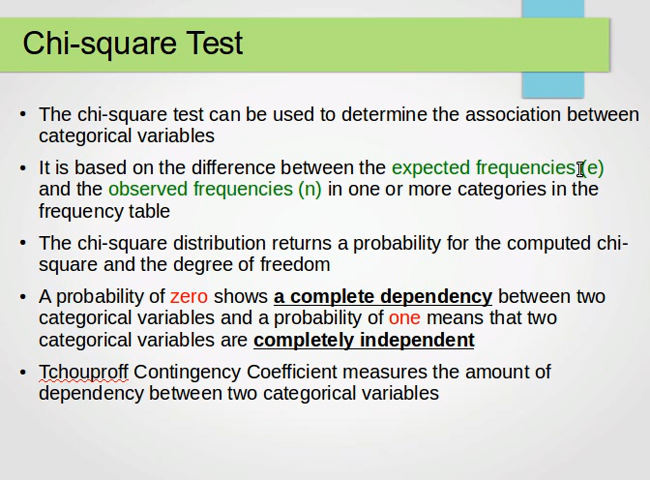 Chi-square Test
• The chi-square test can be used to determine the association between
categorical variables
• It is based on the difference between the expected frequencies (e)
and the observed frequencies (n) in one or more categories in the
frequency table
• The chi-square distribution returns a probability for the computed chi-
square and the degree of freedom
• A probability of zero shows a complete dependency between two
categorical variables and a probability of one means that two
categorical variables are completely independent
• Tchouproff Contingency Coefficient measures the amount of
dependency between two categorical variables